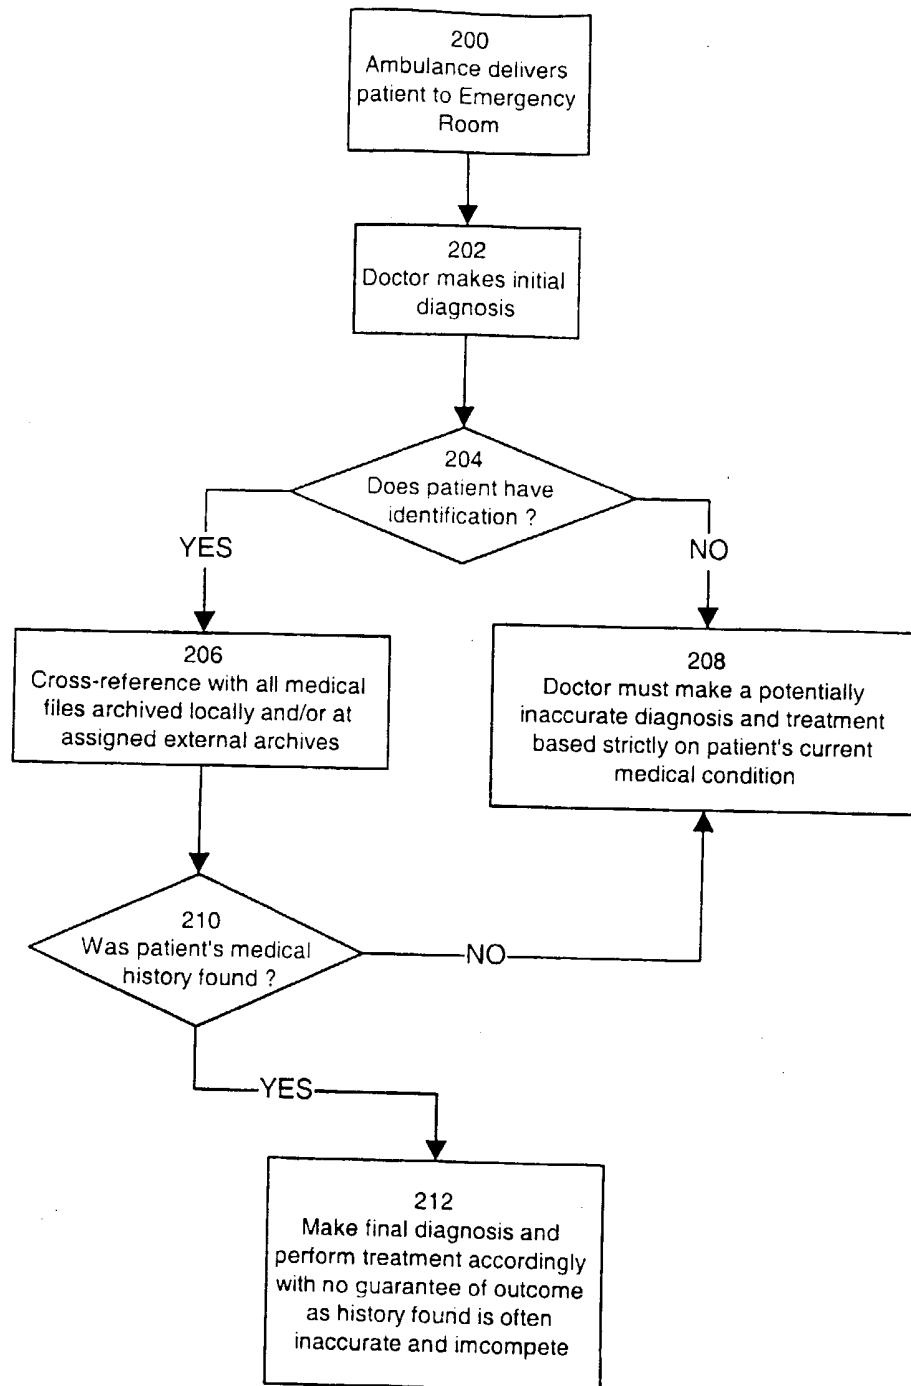 200
Ambulance delivers
patient to Emergency
Room
202
Doctor makes initial
diagnosis
204
Does patient have
identification ?
YES
NO
206
Cross-reference with all medical
files archived locally and/or at
assigned external archives
208
Doctor must make a potentially
inaccurate diagnosis and treatment
based strictly on patient's current
medical condition
210
Was patient's medical
history found ?
NO
YES
212
Make final diagnosis and
perform treatment accordingly
with no guarantee of outcome
as history found is often
inaccurate and imcompete